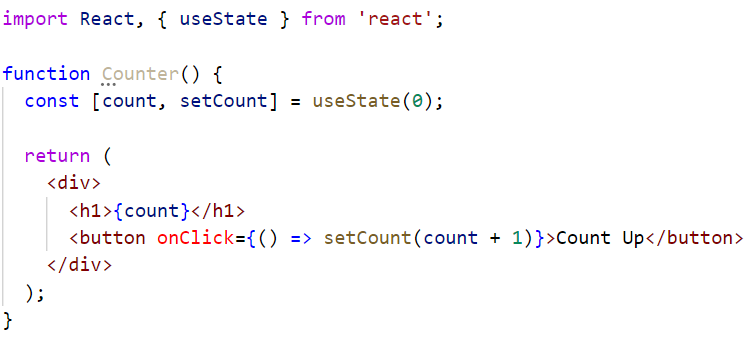 import React, { useState } from 'react';

function Counter() {
  const [count, setCount] = useState(0);

  return (
    <div>
      <h1>{count}</h1>
      <button onClick={() => setCount(count + 1)}>Count Up</button>
    </div>
  );
}